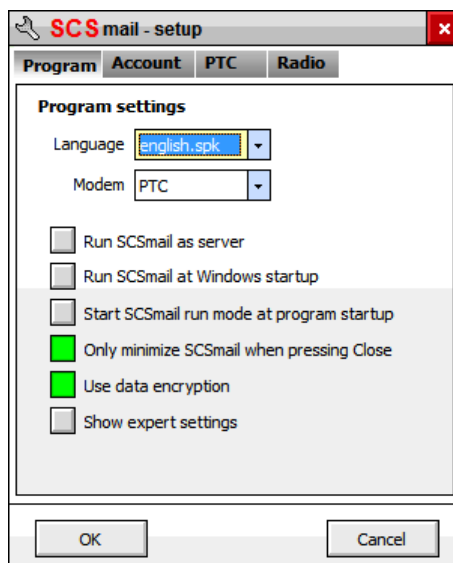 SCSmail - setup
Program Account PTC Radio
Program settings
Language english.spk
Modem PTC
Run SCSmail as server
Run SCSmail at Windows startup
Start SCSmail run mode at program startup
Only minimize SCSmail when pressing Close
Use data encryption
Show expert settings
OK Cancel